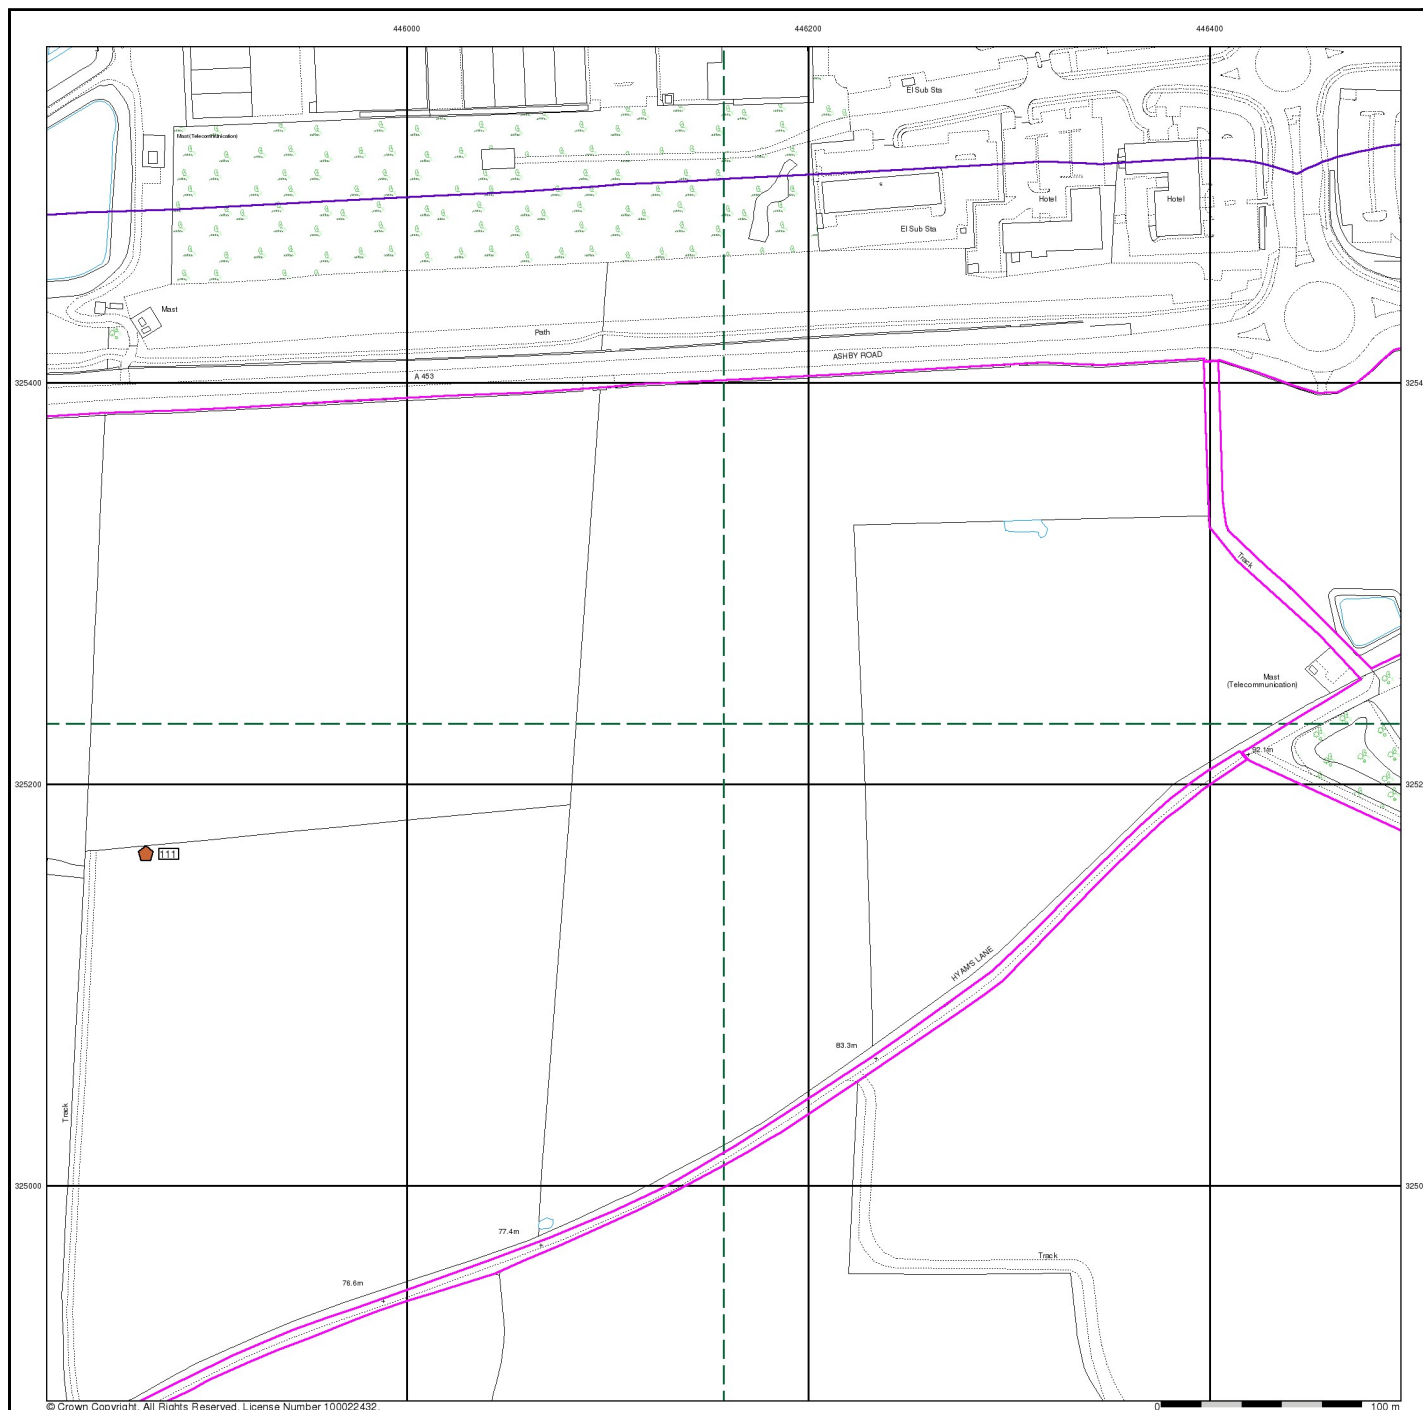 446000
446200
446400
El Sub Sta
Mast (Telecommunication)
Hotel
Hotel
El Sub Sta
Mast
Path
ASHBY ROAD
A 453
325400
Track
Mast
(Telecommunication)
92.1m
325200
111
HYAM'S LANE
83.3m
Track
325000
77.4m
Track
76.6m
© Crown Copyright. All Rights Reserved. License Number 100022432.
0
100 m